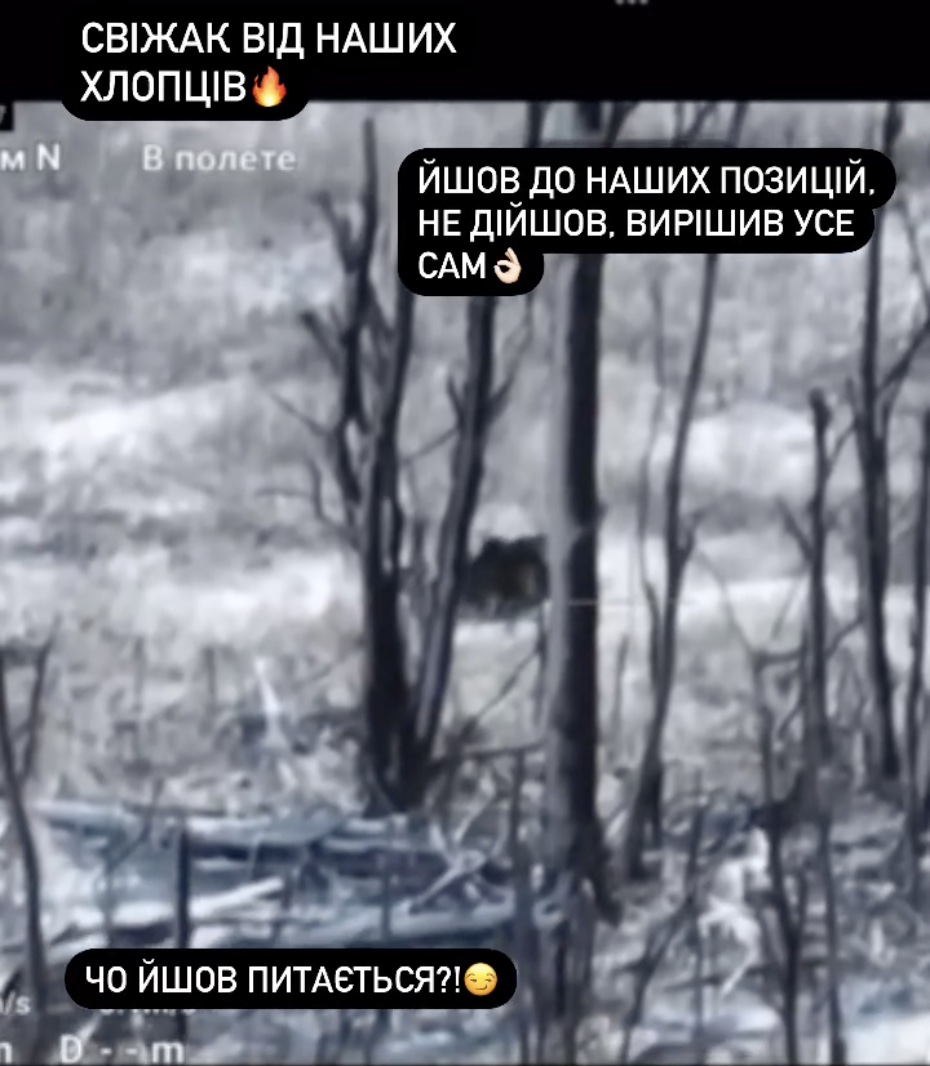 СВІЖАК ВІД НАШИХ
ХЛОПЦІВ🔥
м N В полете
ЙШОВ ДО НАШИХ ПОЗИЦІЙ,
НЕ ДІЙШОВ, ВИРІШИВ УСЕ
САМ👌🏻
ЧО ЙШОВ ПИТАЄТЬСЯ?!😏
/s
D - - m